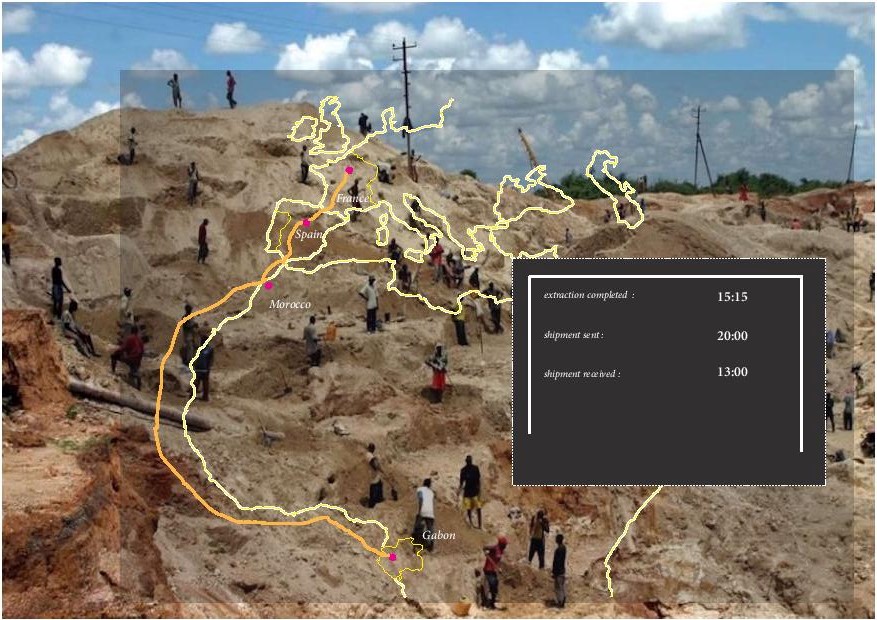 France
Spain
Morocco
Gabon
extraction completed : 15:15
shipment sent : 20:00
shipment received : 13:00